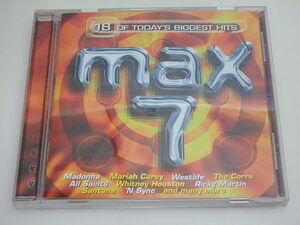 18 OF TODAY'S BIGGEST HITS
max
7
Madonna Mariah Carey Westlife The Corrs
All Saints Whitney Houston Ricky Martin
Santana 'N Sync and many more